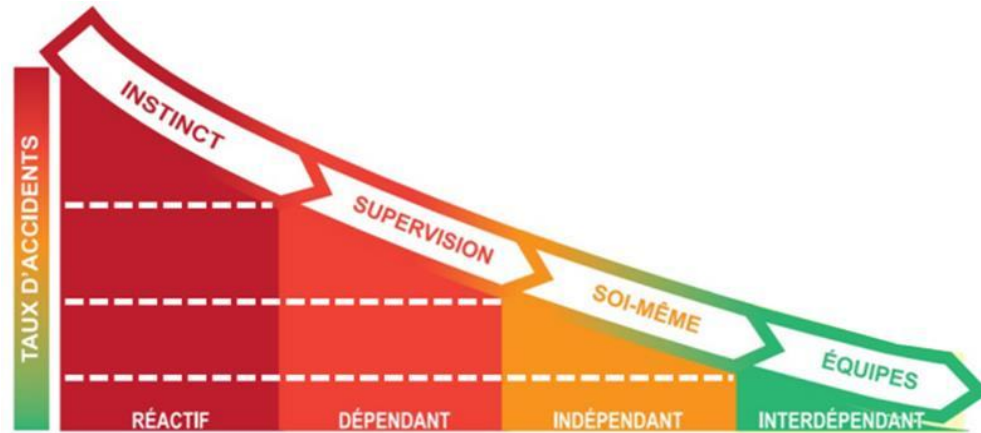 TAUX D'ACCIDENTS
INSTINCT
SUPERVISION
SOI-MÊME
ÉQUIPES
RÉACTIF
DÉPENDANT
INDÉPENDANT
INTERDÉPENDANT